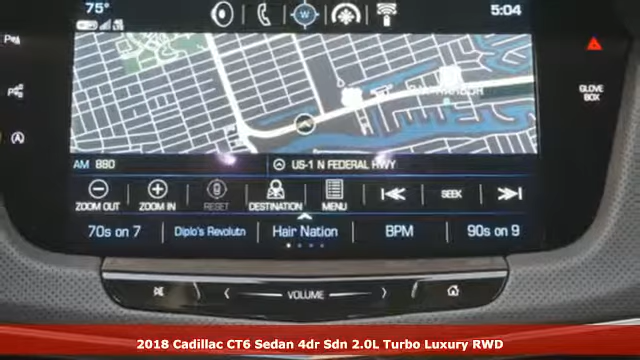 75° W 5:04
GLOVE
BOX
AM 880 US-1 N FEDERAL HWY
ZOOM OUT ZOOM IN RESET DESTINATION MENU SEEK
70s on 7 Diplo's Revolutn Hair Nation BPM 90s on 9
VOLUME
2018 Cadillac CT6 Sedan 4dr Sdn 2.0L Turbo Luxury RWD